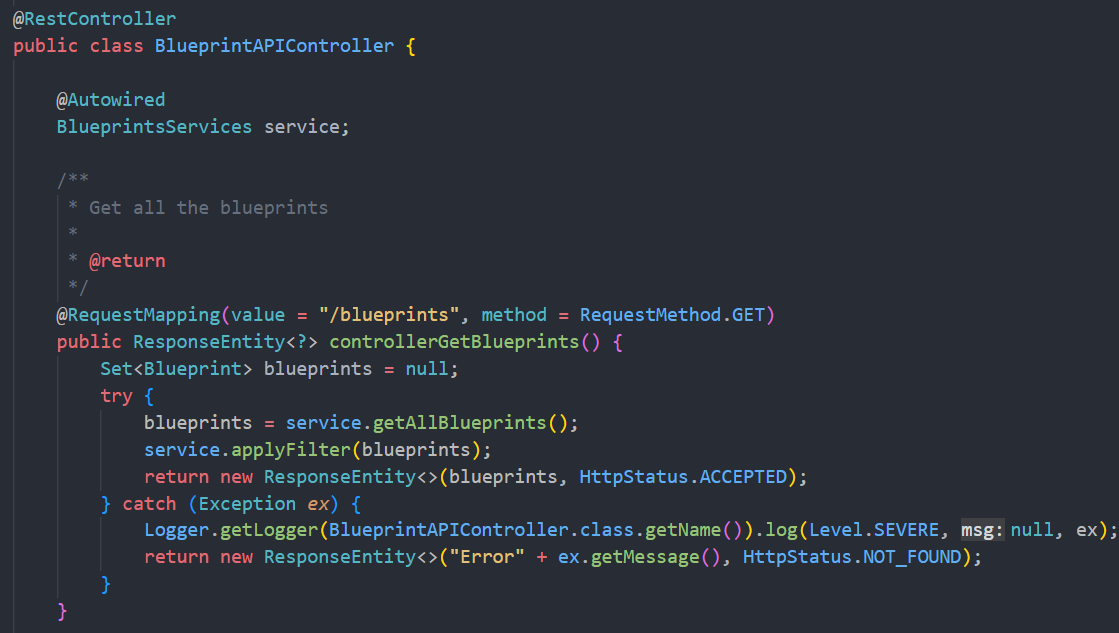 @RestController
public class BlueprintAPIController {
@Autowired
BlueprintsServices service;
/**
* Get all the blueprints
*
* @return
*/
@RequestMapping(value = "/blueprints", method = RequestMethod.GET)
public ResponseEntity<?> controllerGetBlueprints() {
Set<Blueprint> blueprints = null;
try {
blueprints = service.getAllBlueprints();
service.applyFilter(blueprints);
return new ResponseEntity<>(blueprints, HttpStatus.ACCEPTED);
} catch (Exception ex) {
Logger.getLogger(BlueprintAPIController.class.getName()).log(Level.SEVERE, msg: null, ex);
return new ResponseEntity<>("Error" + ex.getMessage(), HttpStatus.NOT_FOUND);
}
}